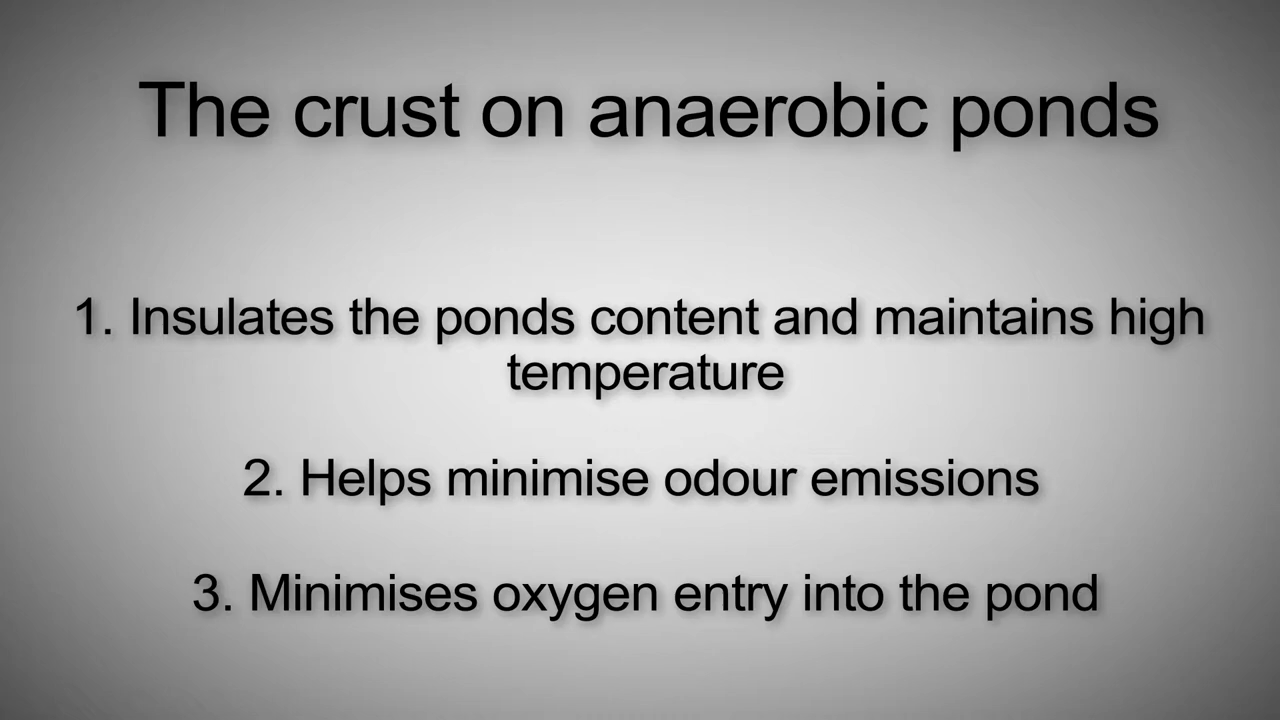 The crust on anaerobic ponds
1. Insulates the ponds content and maintains high
temperature
2. Helps minimise odour emissions
3. Minimises oxygen entry into the pond